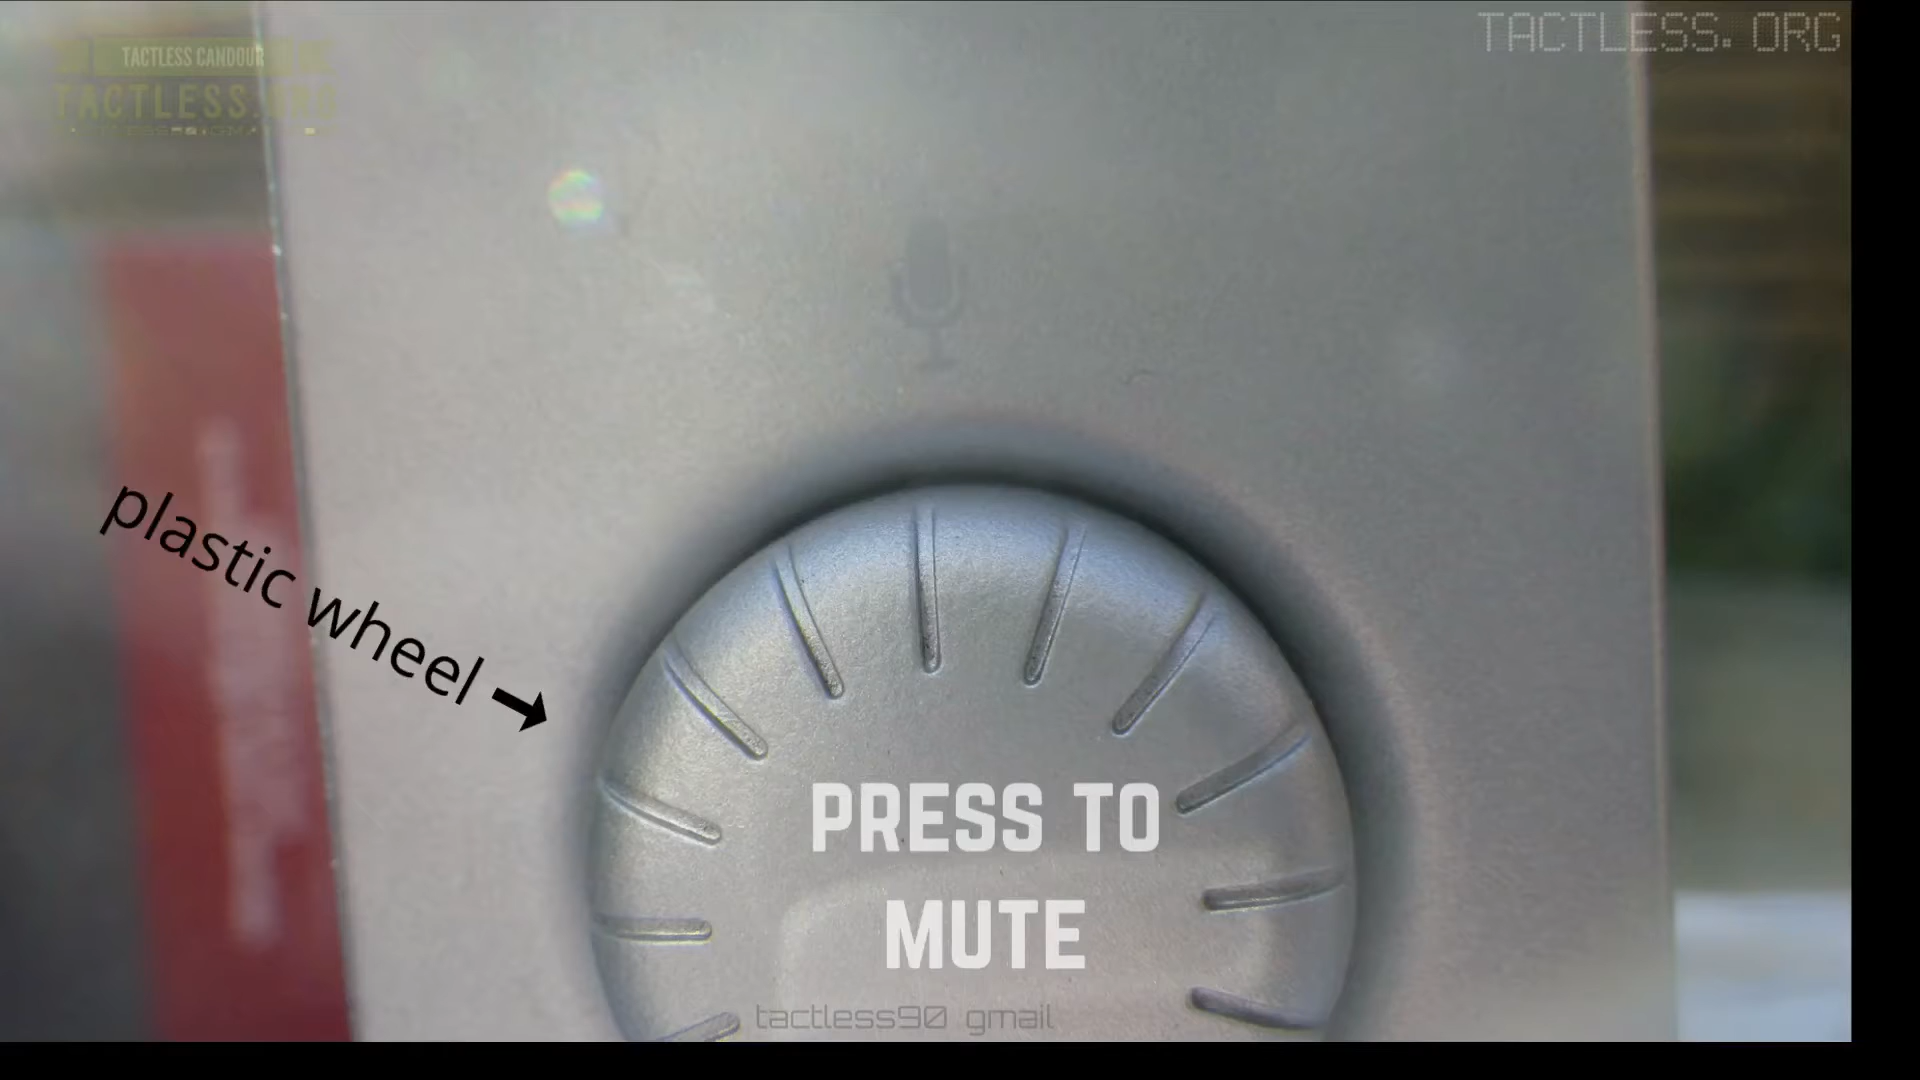 TACTLESS CANDOUR
TACTLESS.ORG
TACTLESS. ORG
plastic wheel
PRESS TO
MUTE
tactless90 gmail